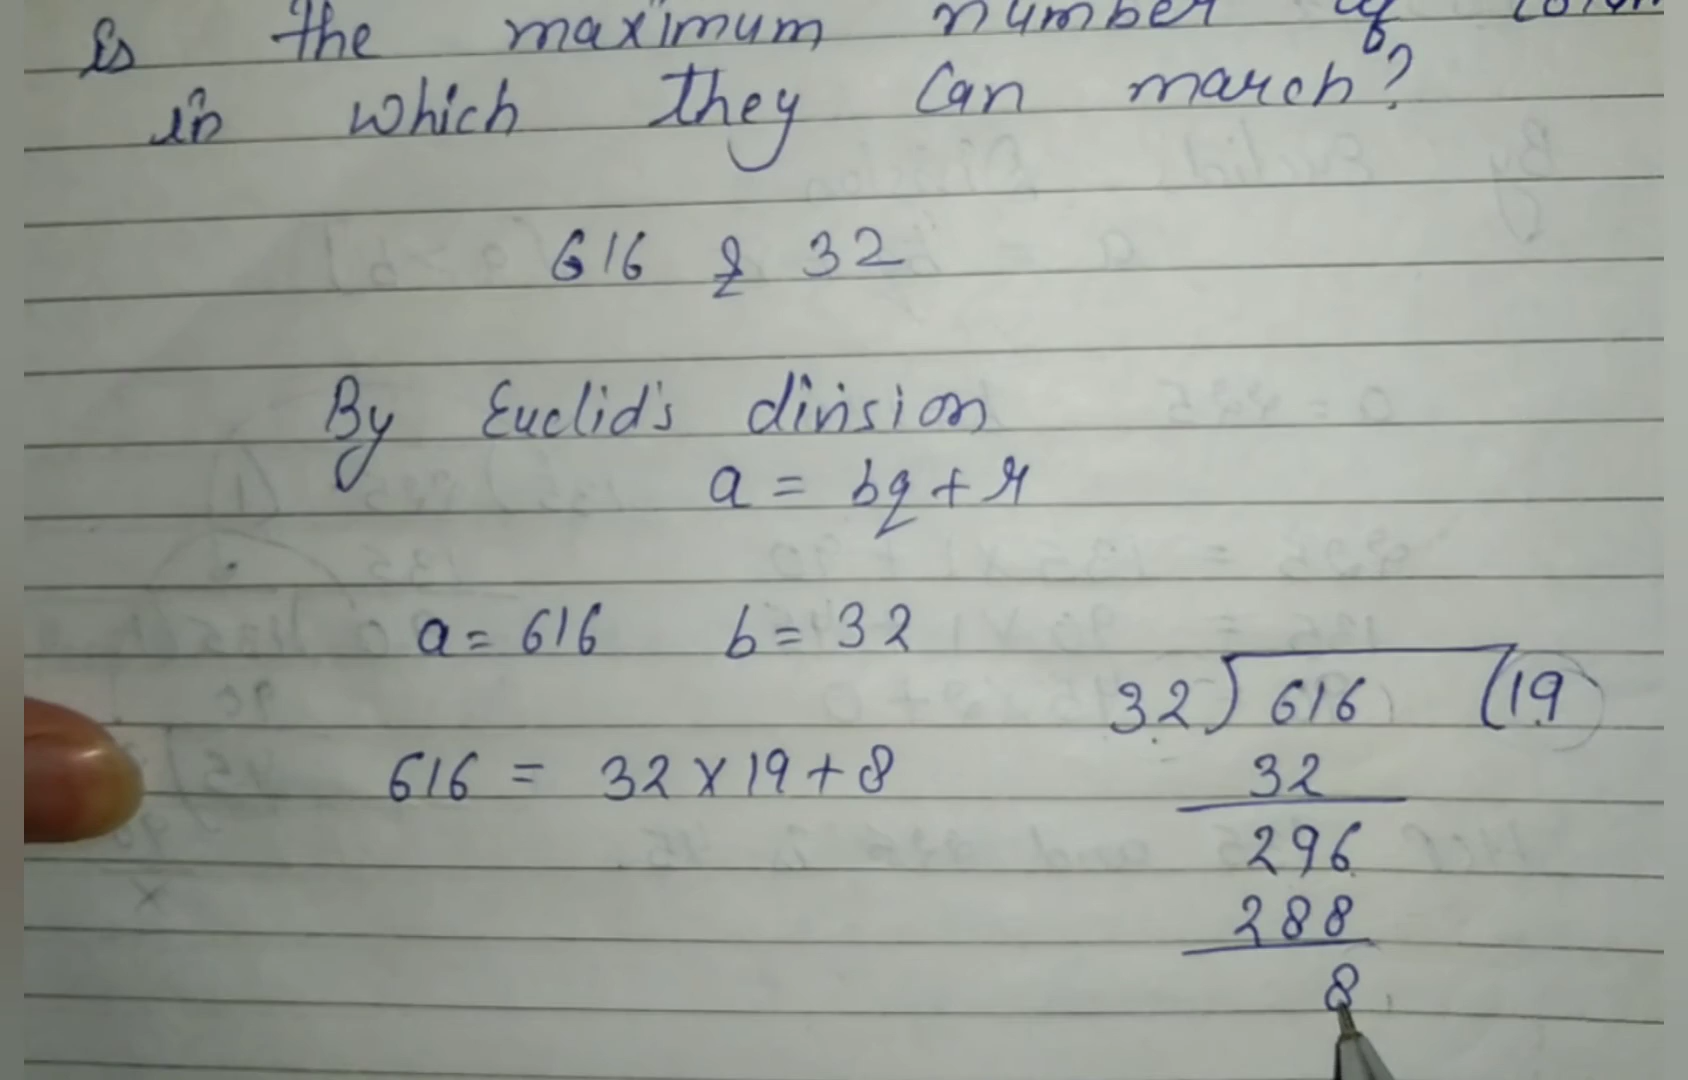 is the maximum number of
in which they can march?
616 & 32
By Euclid's division
a = bq + r
a = 616 b = 32
32 ) 616 ( 19
616 = 32 x 19 + 8
32
296
288
8